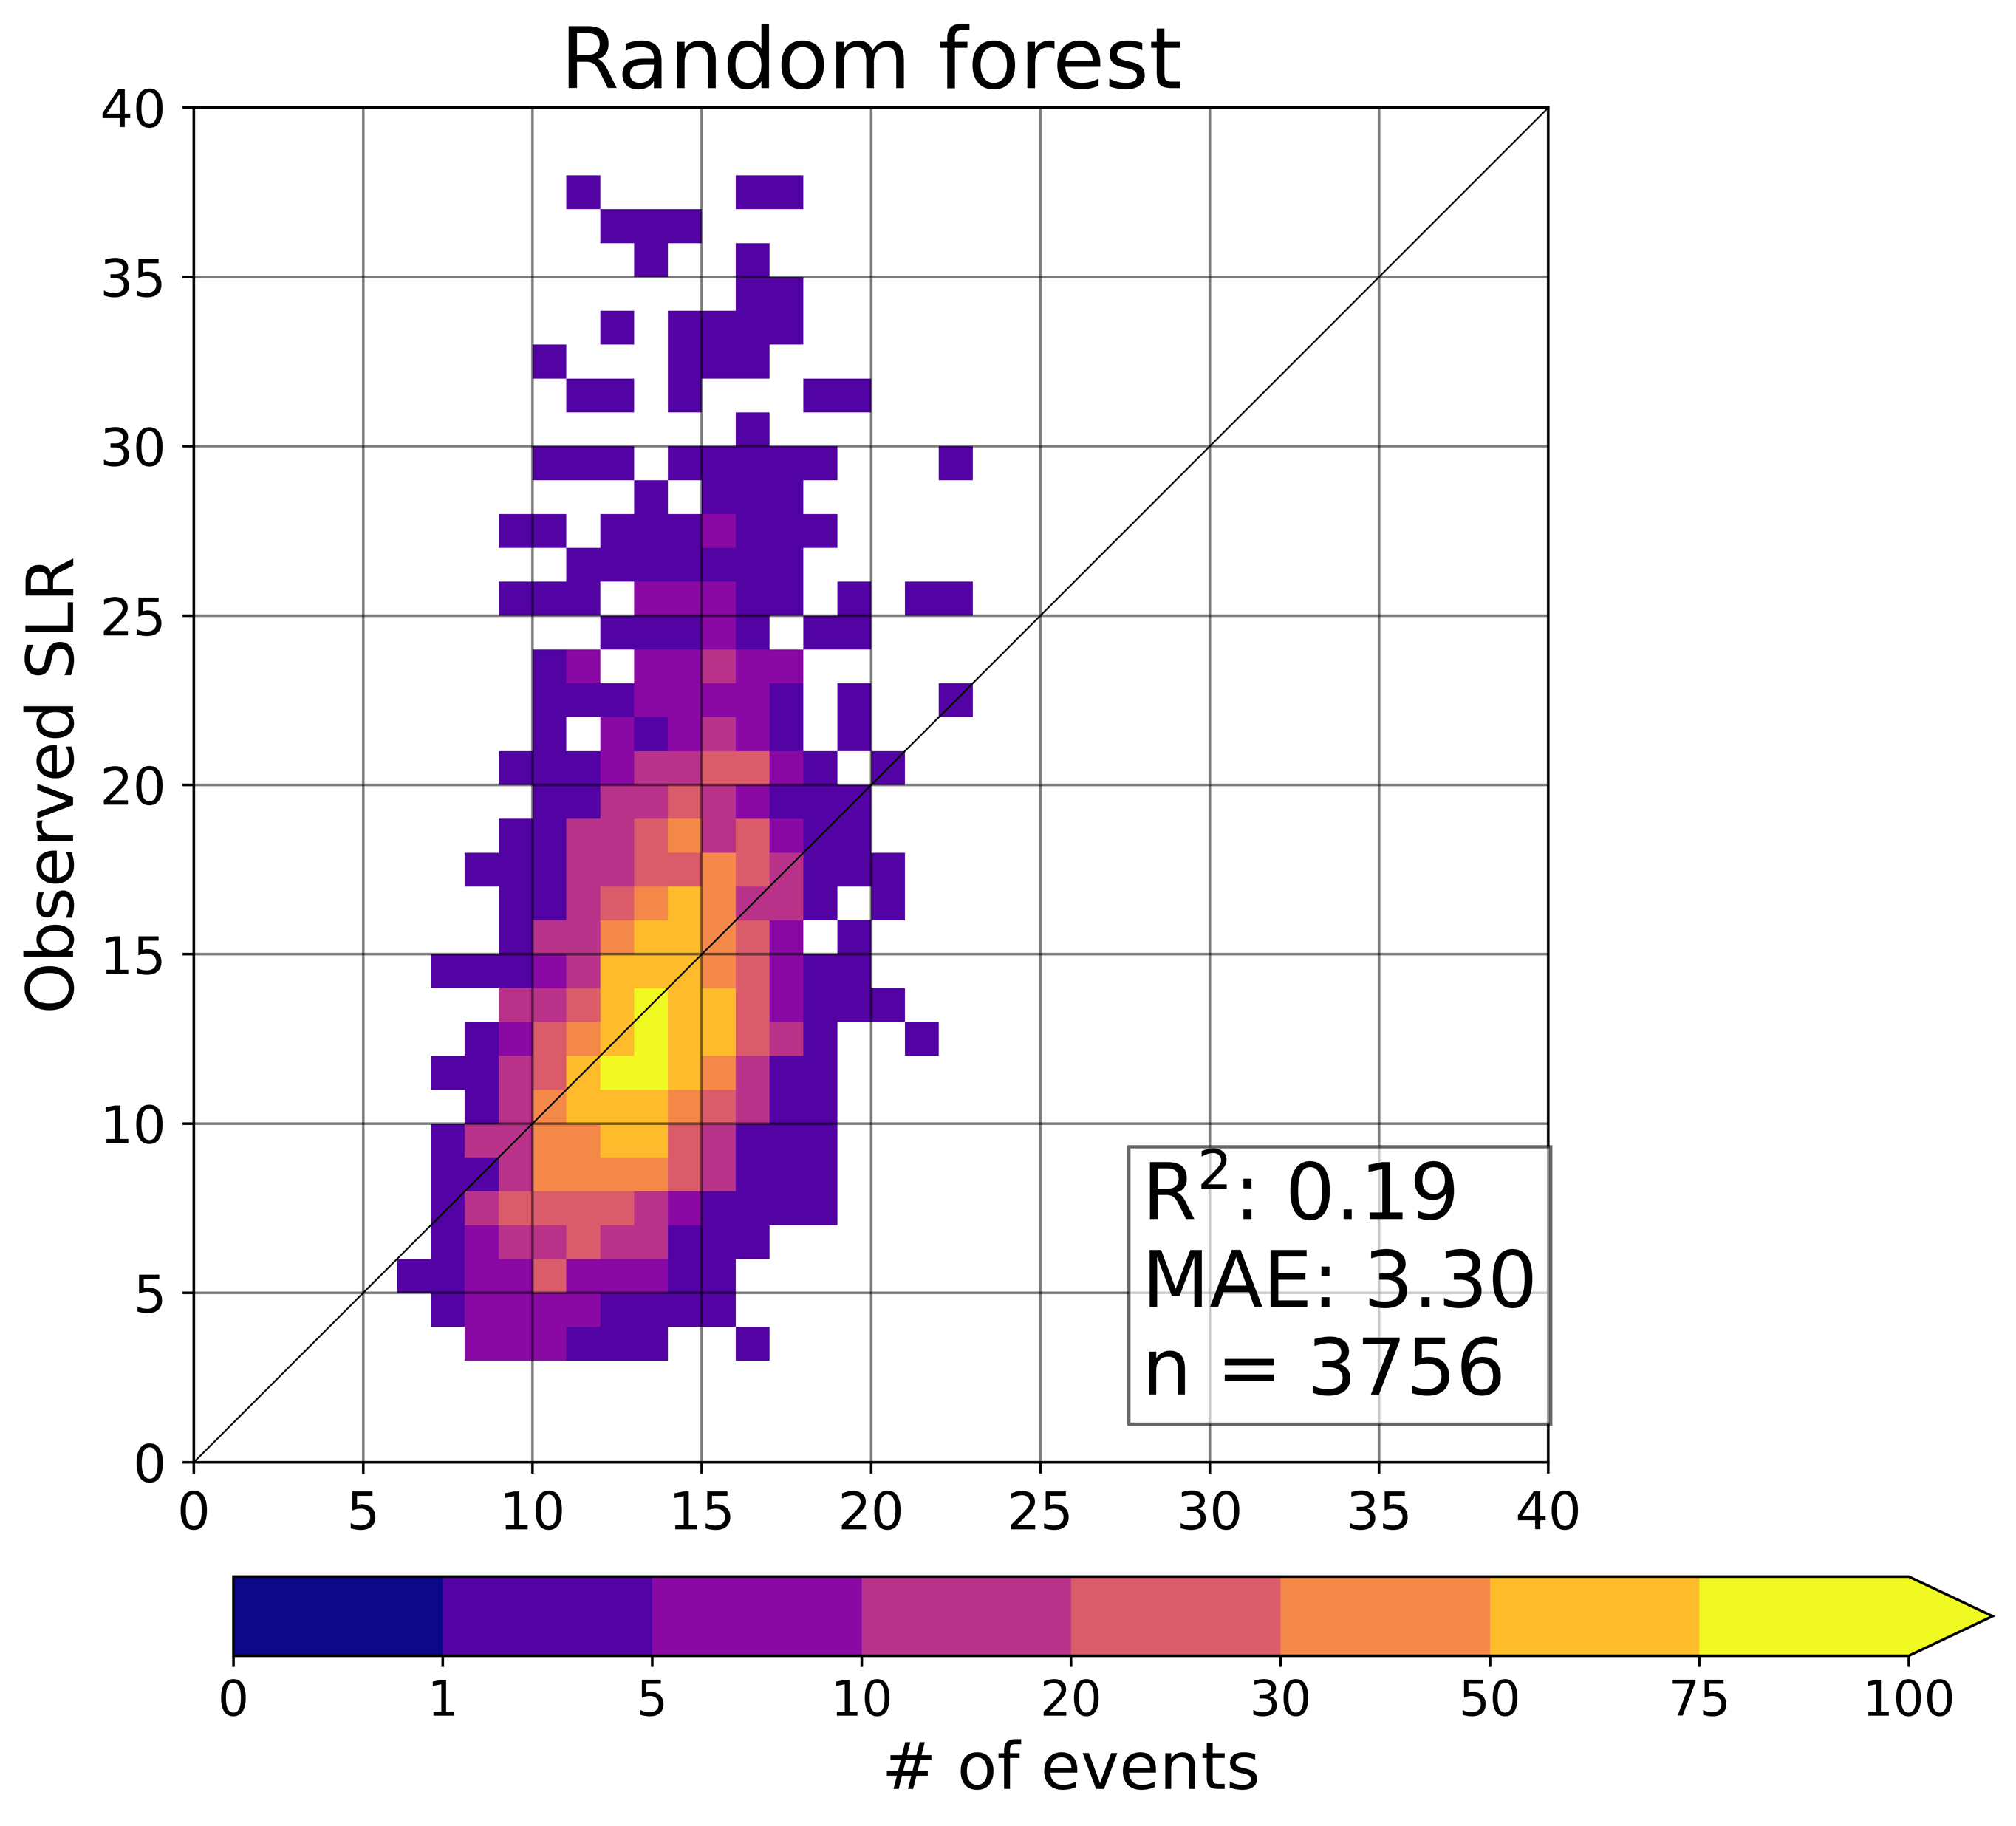 Random forest
Observed SLR
40
35
30
25
20
15
10
5
0
0 5 10 15 20 25 30 35 40
R²: 0.19
MAE: 3.30
n = 3756
0 1 5 10 20 30 50 75 100
# of events